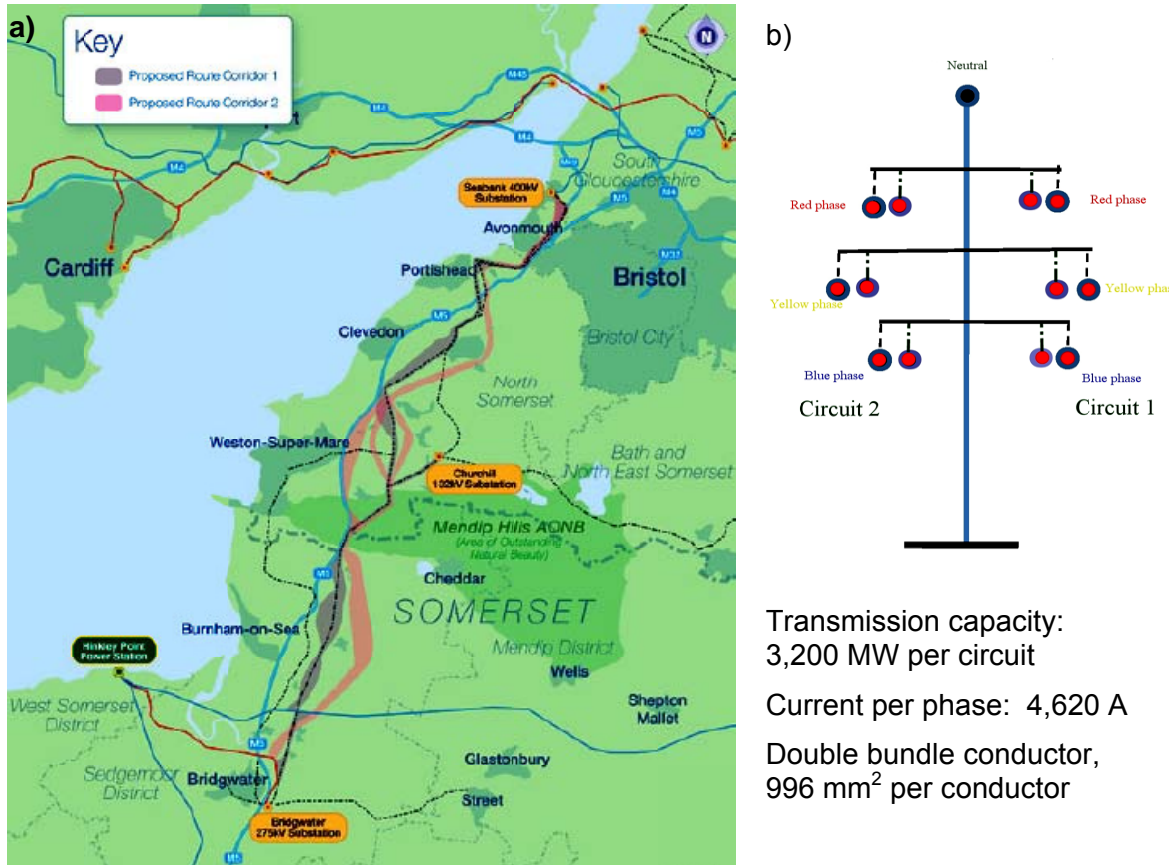 a)
Key
Proposed Route Corridor 1
Proposed Route Corridor 2
N
M48
M4
M4
M5
M4
M4
South
Gloucestershire
Seabank 400kV
Substation
M5
Avonmouth
Cardiff
Portishead
M32
Bristol
M5
Clevedon
Bristol City
North
Somerset
Weston-Super-Mare
Bath and
North East Somerset
Churchill
132kV Substation
Mendip Hills AONB
(Area of Outstanding
Natural Beauty)
Cheddar
M5
SOMERSET
Burnham-on-Sea
Mendip District
Hinkley Point
Power Station
Wells
West Somerset
District
Shepton
Mallet
M5
Glastonbury
Sedgemoor
District
Bridgwater
Street
Bridgwater
275kV Substation
M5
b)
Neutral
Red phase
Red phase
Yellow phase
Yellow phase
Blue phase
Blue phase
Circuit 2
Circuit 1
Transmission capacity:
3,200 MW per circuit
Current per phase: 4,620 A
Double bundle conductor,
996 mm² per conductor